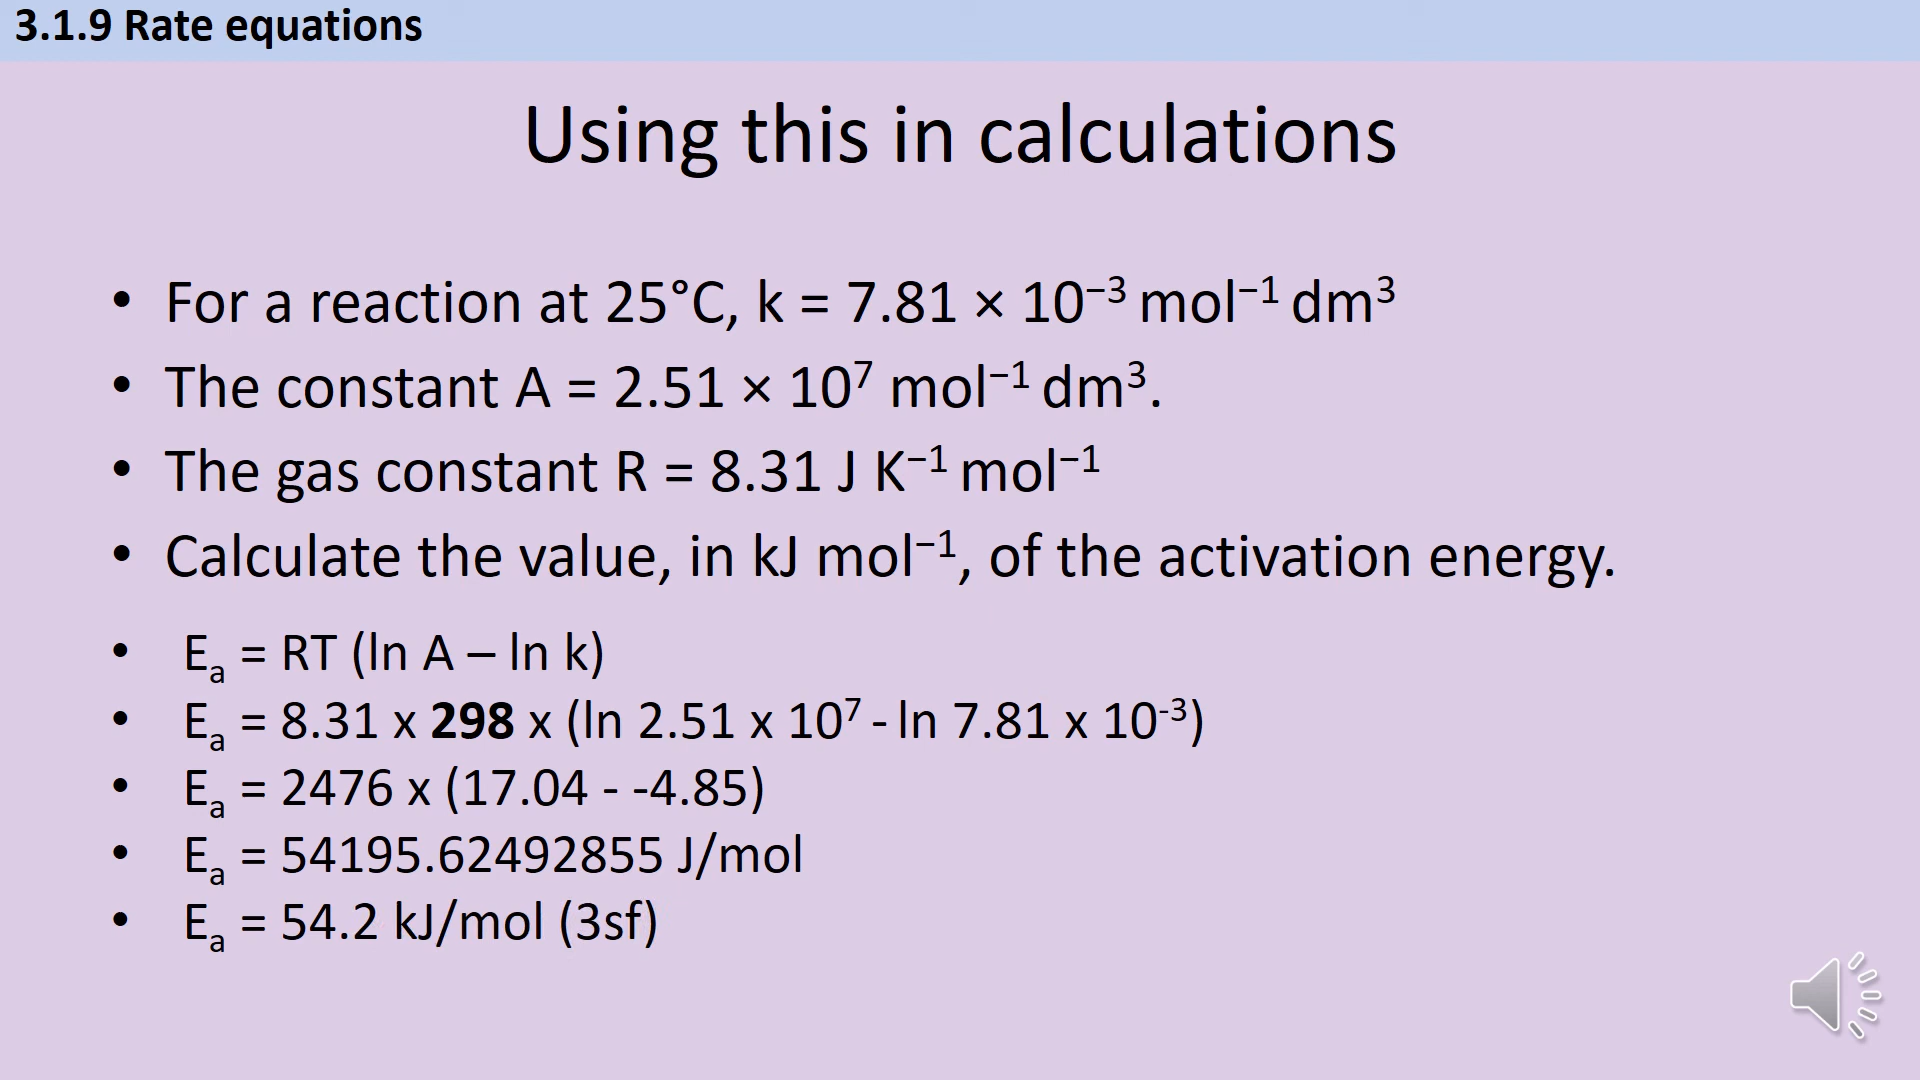 3.1.9 Rate equations
Using this in calculations
• For a reaction at 25°C, k = 7.81 × 10⁻³ mol⁻¹ dm³
• The constant A = 2.51 × 10⁷ mol⁻¹ dm³.
• The gas constant R = 8.31 J K⁻¹ mol⁻¹
• Calculate the value, in kJ mol⁻¹, of the activation energy.
• Eₐ = RT (ln A – ln k)
• Eₐ = 8.31 x 298 x (ln 2.51 x 10⁷ - ln 7.81 x 10⁻³)
• Eₐ = 2476 x (17.04 - -4.85)
• Eₐ = 54195.62492855 J/mol
• Eₐ = 54.2 kJ/mol (3sf)